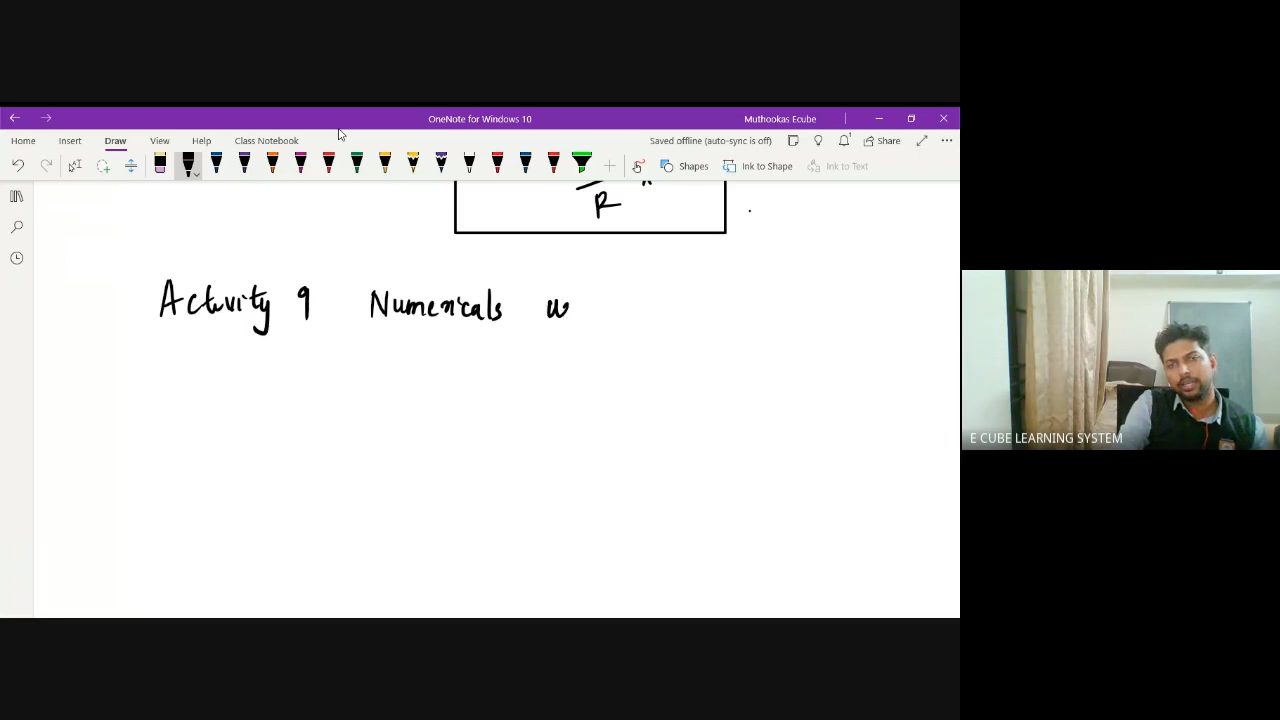 OneNote for Windows 10
Muthookas Ecube
Home Insert Draw View Help Class Notebook
Saved offline (auto-sync is off)
Share
Shapes
Ink to Shape
Ink to Text
R
Activity 9 Numericals w
E CUBE LEARNING SYSTEM